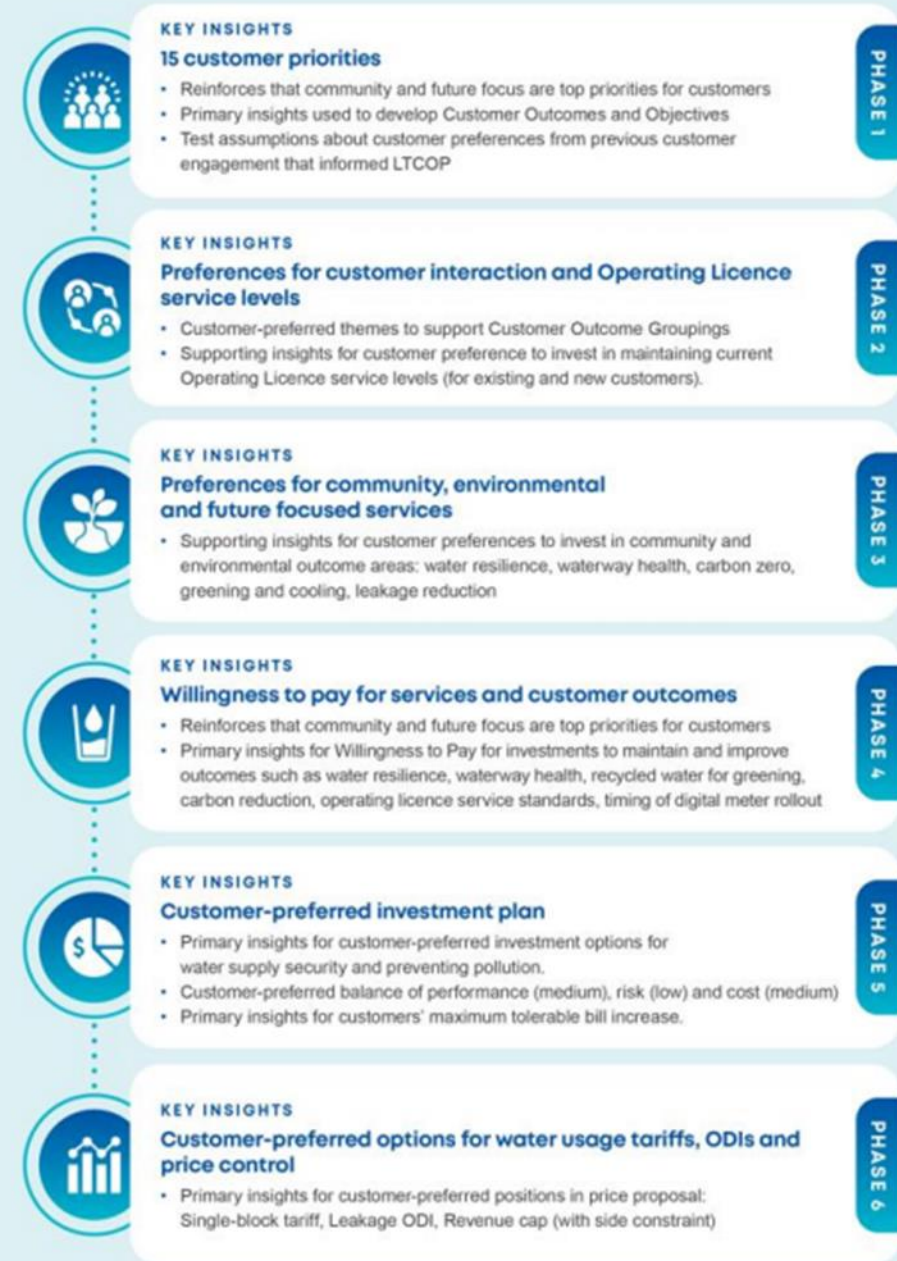 KEY INSIGHTS
15 customer priorities
• Reinforces that community and future focus are top priorities for customers
• Primary insights used to develop Customer Outcomes and Objectives
• Test assumptions about customer preferences from previous customer
engagement that informed LTCOP
PHASE 1
KEY INSIGHTS
Preferences for customer interaction and Operating Licence
service levels
• Customer-preferred themes to support Customer Outcome Groupings
• Supporting insights for customer preference to invest in maintaining current
Operating Licence service levels (for existing and new customers).
PHASE 2
KEY INSIGHTS
Preferences for community, environmental
and future focused services
• Supporting insights for customer preferences to invest in community and
environmental outcome areas: water resilience, waterway health, carbon zero,
greening and cooling, leakage reduction
PHASE 3
KEY INSIGHTS
Willingness to pay for services and customer outcomes
• Reinforces that community and future focus are top priorities for customers
• Primary insights for Willingness to Pay for investments to maintain and improve
outcomes such as water resilience, waterway health, recycled water for greening,
carbon reduction, operating licence service standards, timing of digital meter rollout
PHASE 4
KEY INSIGHTS
Customer-preferred investment plan
• Primary insights for customer-preferred investment options for
water supply security and preventing pollution.
• Customer-preferred balance of performance (medium), risk (low) and cost (medium)
• Primary insights for customers' maximum tolerable bill increase.
$
PHASE 5
KEY INSIGHTS
Customer-preferred options for water usage tariffs, ODIs and
price control
• Primary insights for customer-preferred positions in price proposal:
Single-block tariff, Leakage ODI, Revenue cap (with side constraint)
PHASE 6